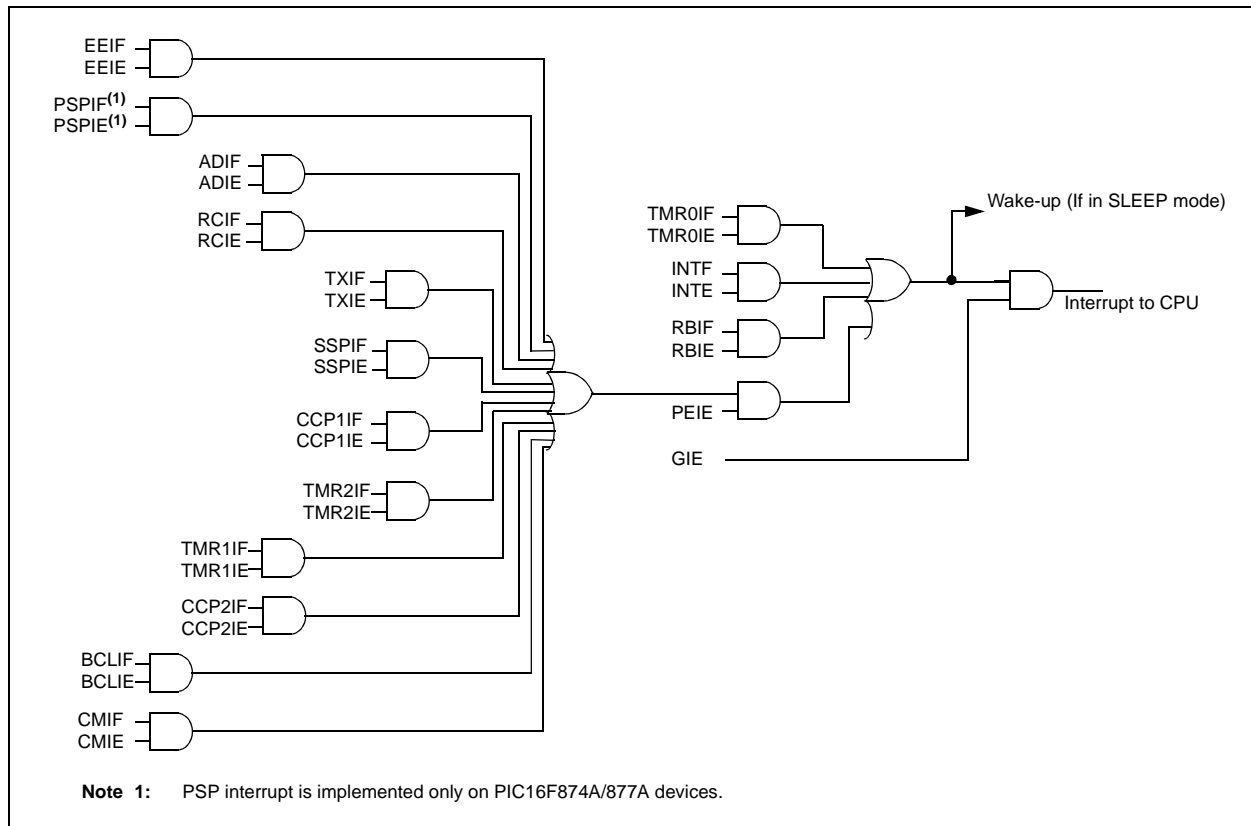 EEIF
EEIE
PSPIF(1)
PSPIE(1)
ADIF
ADIE
RCIF
RCIE
TXIF
TXIE
SSPIF
SSPIE
CCP1IF
CCP1IE
TMR2IF
TMR2IE
TMR1IF
TMR1IE
CCP2IF
CCP2IE
BCLIF
BCLIE
CMIF
CMIE
TMR0IF
TMR0IE
INTF
INTE
RBIF
RBIE
PEIE
GIE
Wake-up (If in SLEEP mode)
Interrupt to CPU
Note 1: PSP interrupt is implemented only on PIC16F874A/877A devices.